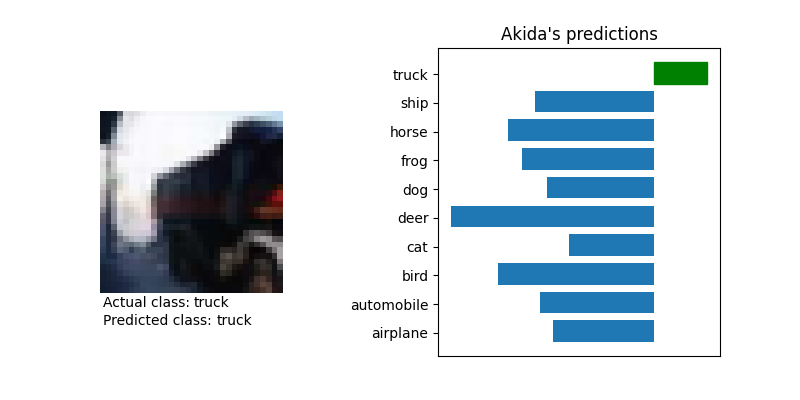 Akida's predictions
truck
ship
horse
frog
dog
deer
cat
bird
automobile
airplane
Actual class: truck
Predicted class: truck